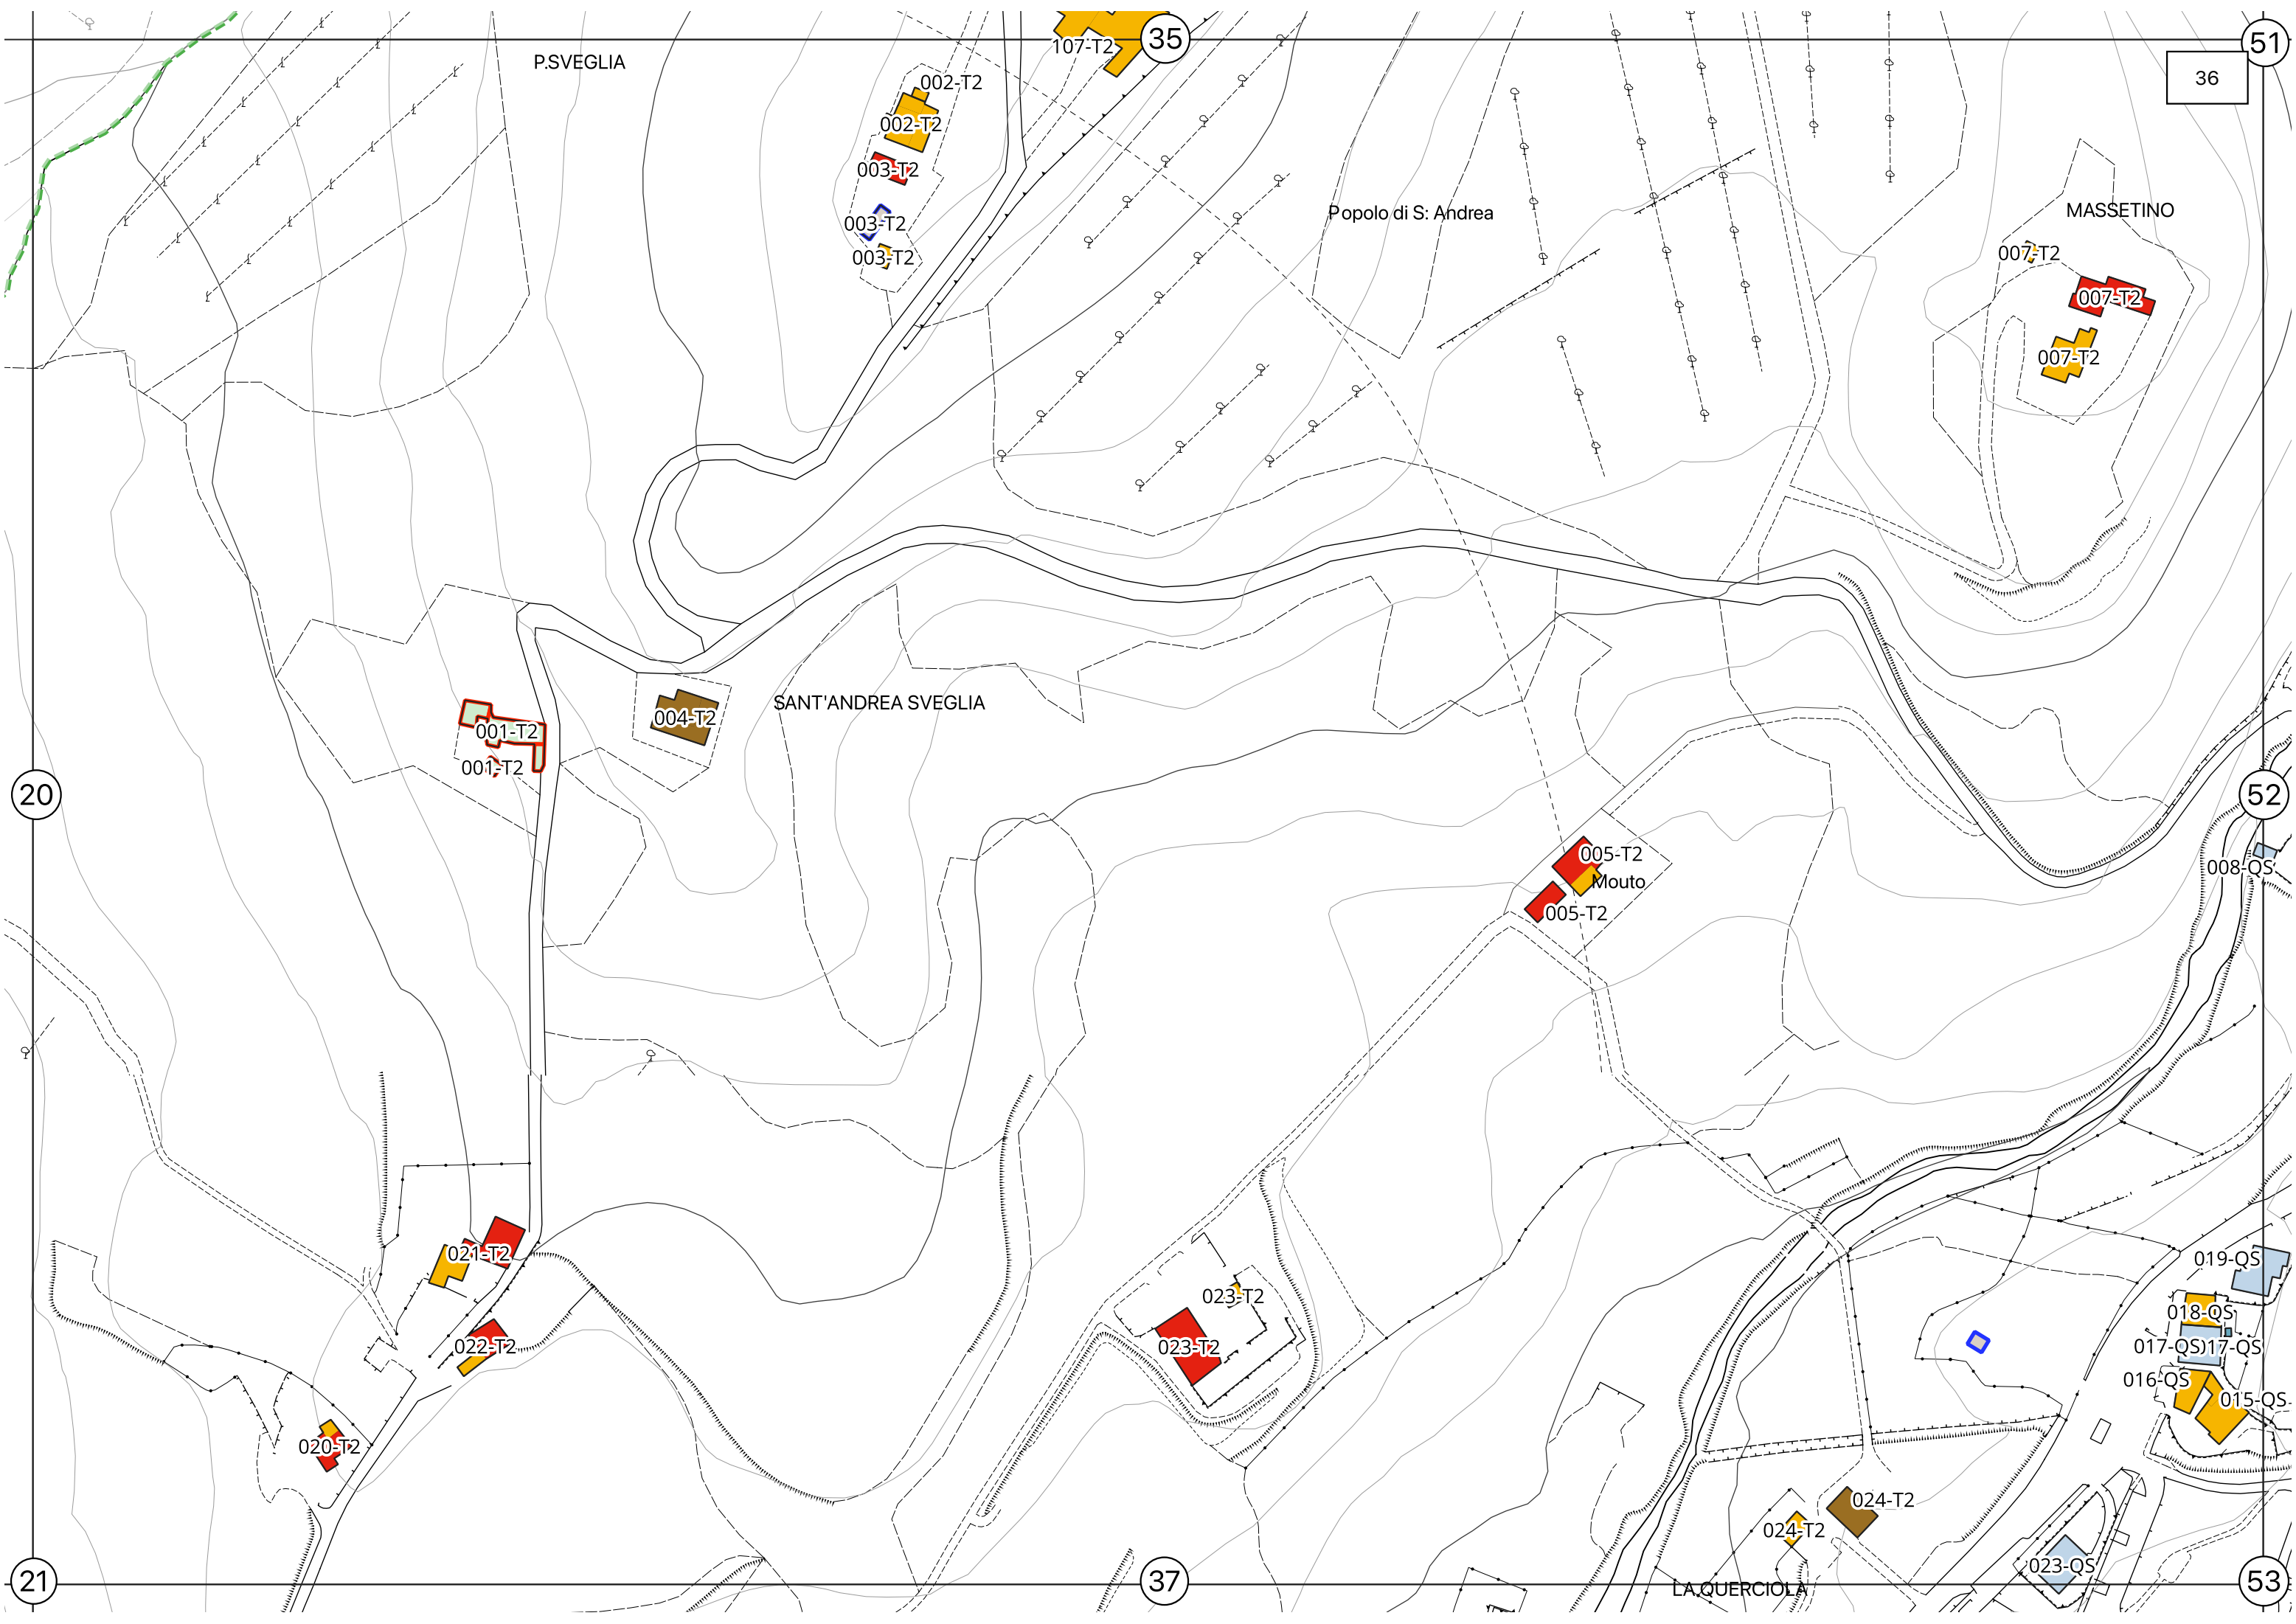 35
51
107-T2
P.SVEGLIA
36
002-T2
002-T2
003-T2
Popolo di S: Andrea
MASSETINO
003-T2
003-T2
007-T2
007-T2
007-T2
SANT'ANDREA SVEGLIA
004-T2
001-T2
001-T2
20
52
005-T2
008-QS
Mouto
005-T2
021-T2
019-QS
023-T2
018-QS
022-T2
023-T2
017-QS
017-QS
016-QS
015-QS
020-T2
024-T2
024-T2
023-QS
21
37
LA QUERCIOLA
53